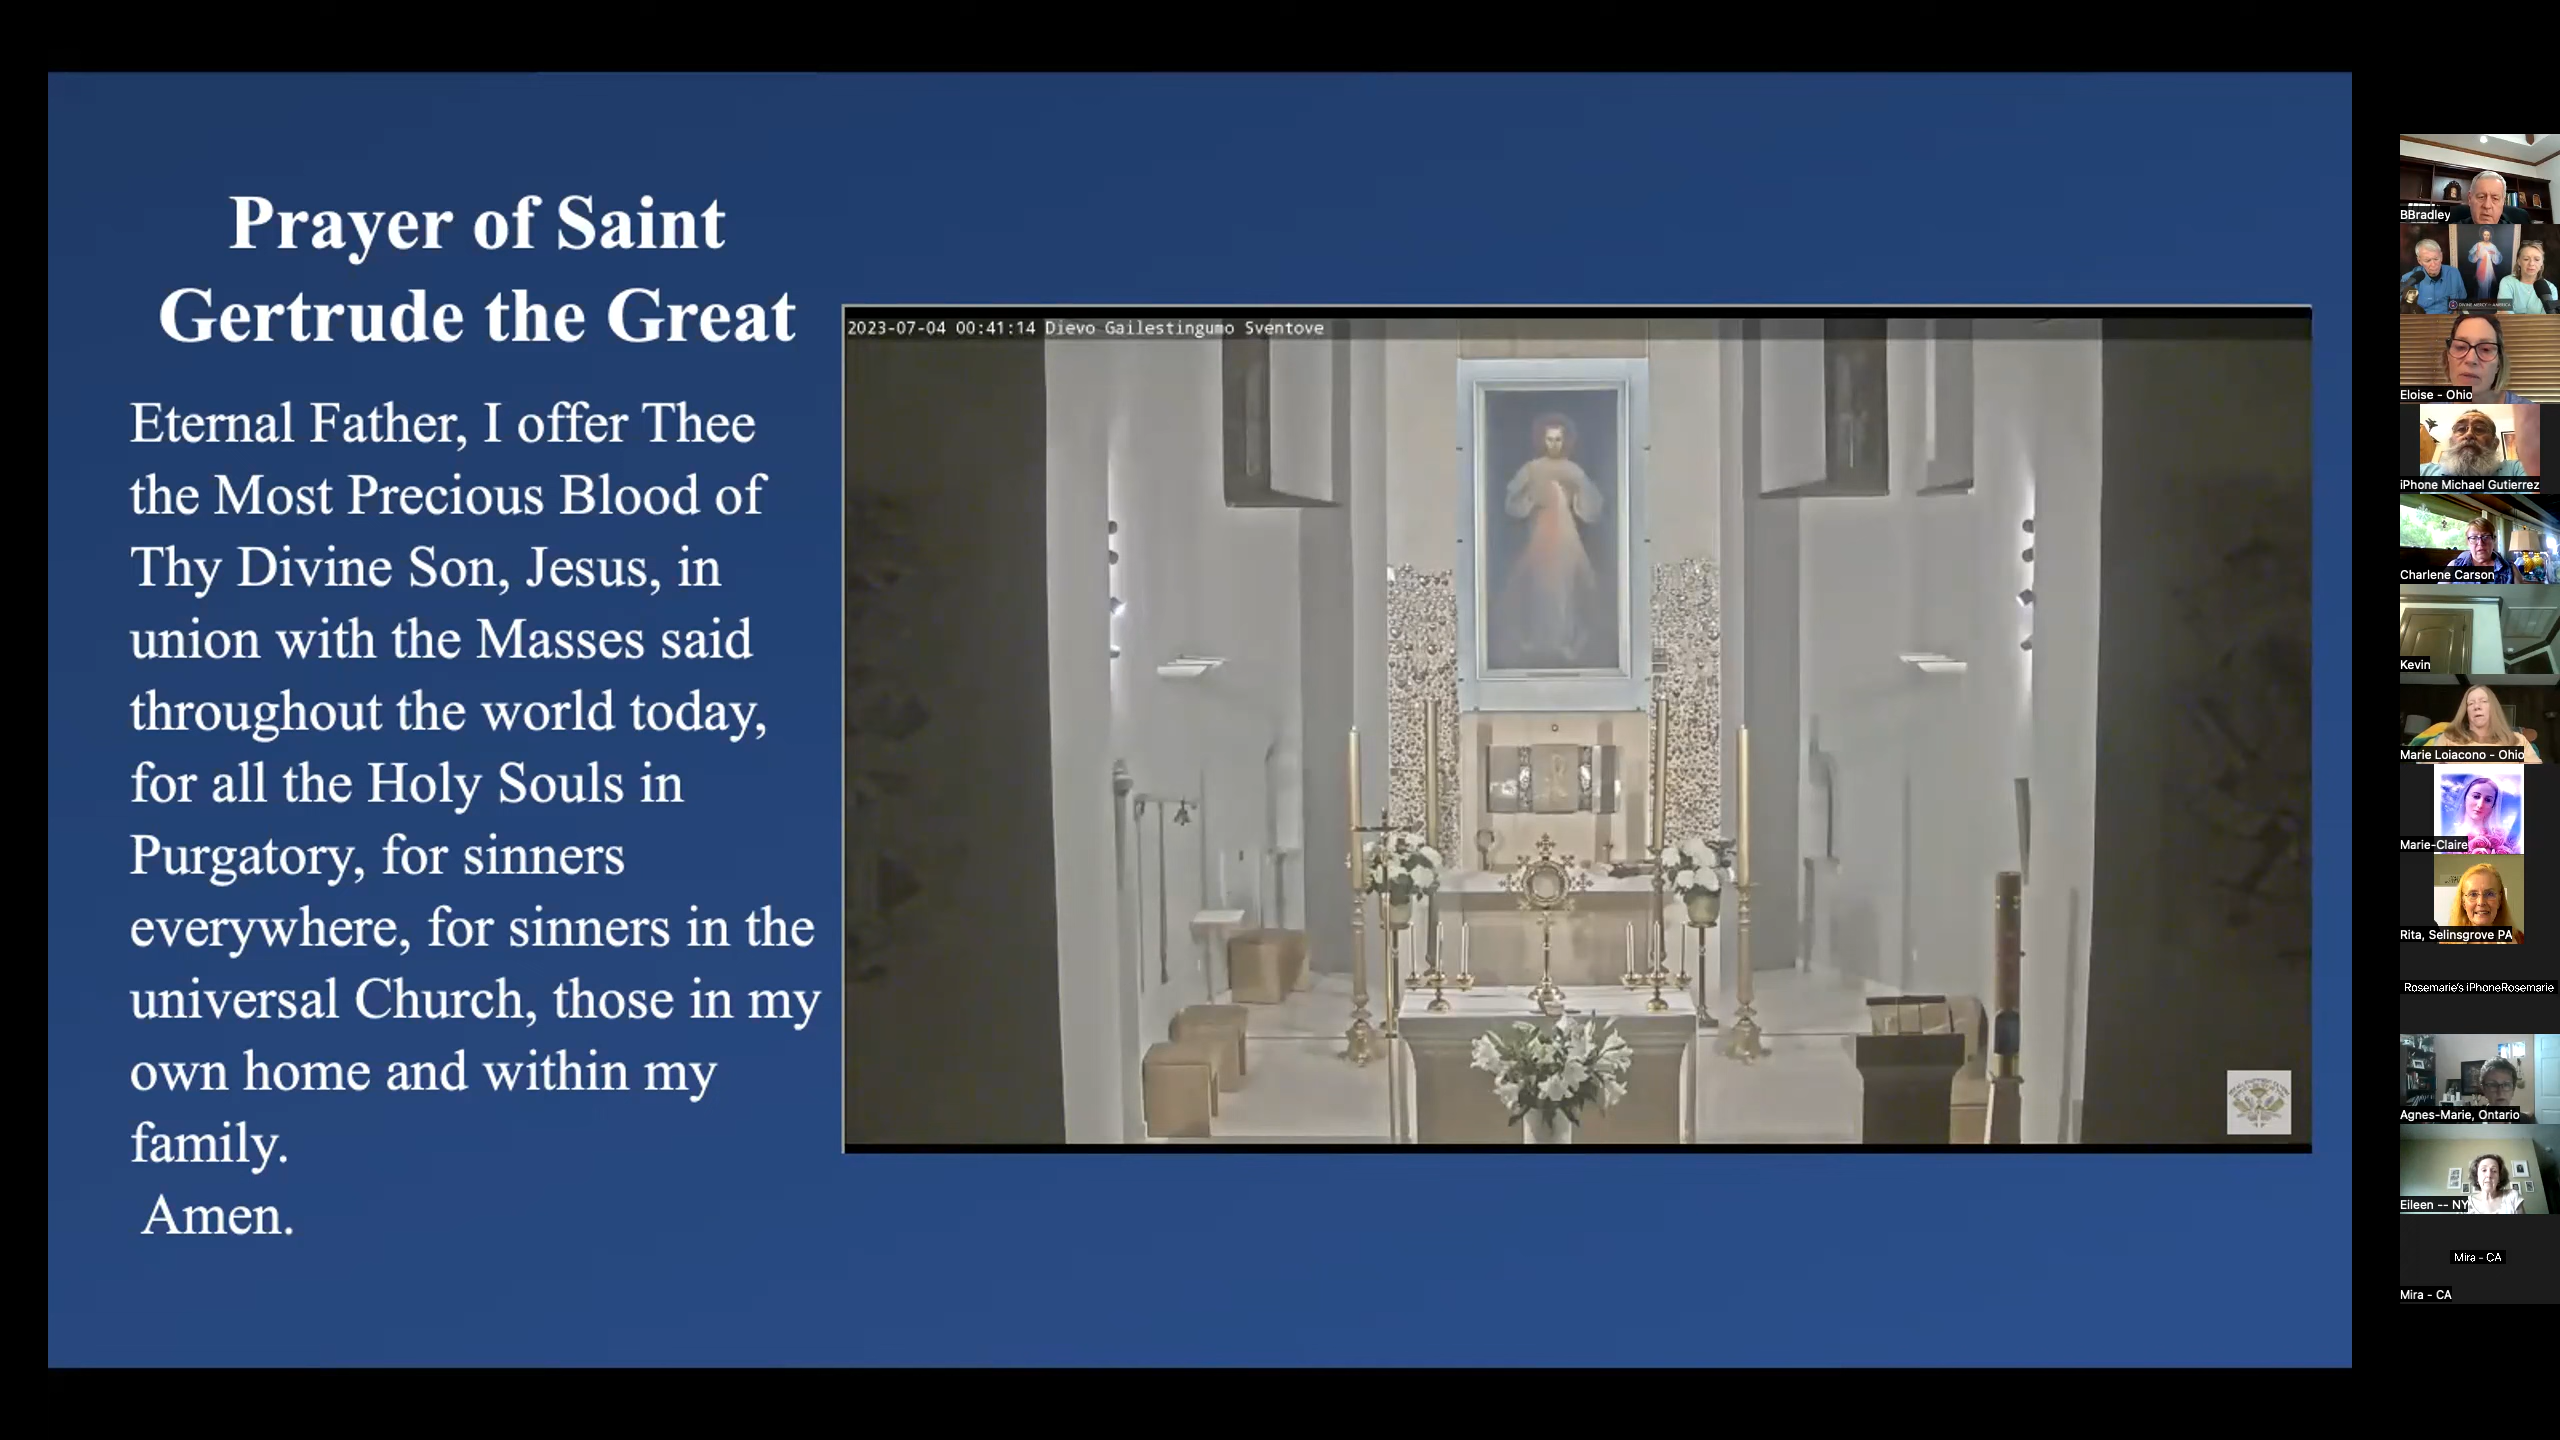 Prayer of Saint
Gertrude the Great
Eternal Father, I offer Thee
the Most Precious Blood of
Thy Divine Son, Jesus, in
union with the Masses said
throughout the world today,
for all the Holy Souls in
Purgatory, for sinners
everywhere, for sinners in the
universal Church, those in my
own home and within my
family.
Amen.
2023-07-04 00:41:14 Dievo Gailestingumo Sventove
BBradley
DIVINE MERCY
Eloise - Ohio
iPhone Michael Gutierrez
Charlene Carson
Kevin
Marie Loiacono - Ohio
Marie-Claire
Rita, Selinsgrove PA
Rosemarie's iPhoneRosemarie
Agnes-Marie, Ontario
Eileen -- NY
Mira - CA
Mira - CA